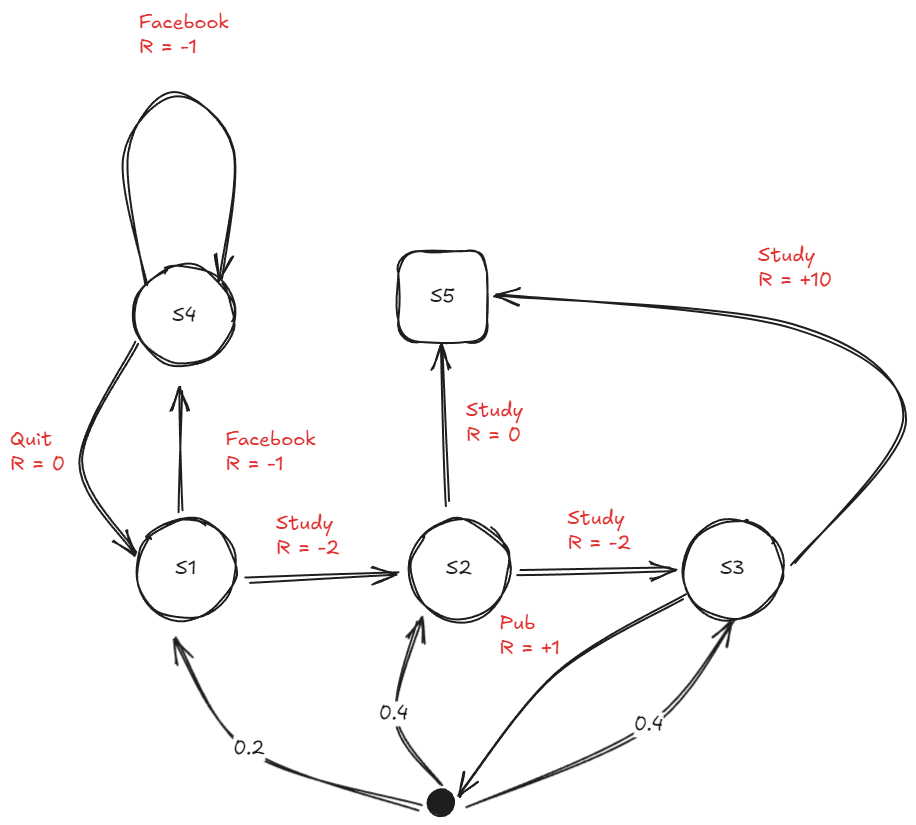 Facebook
R = -1
S4
S5
Study
R = +10
Quit
R = 0
Facebook
R = -1
Study
R = 0
Study
R = -2
Study
R = -2
S1
S2
S3
Pub
R = +1
0.2
0.4
0.4